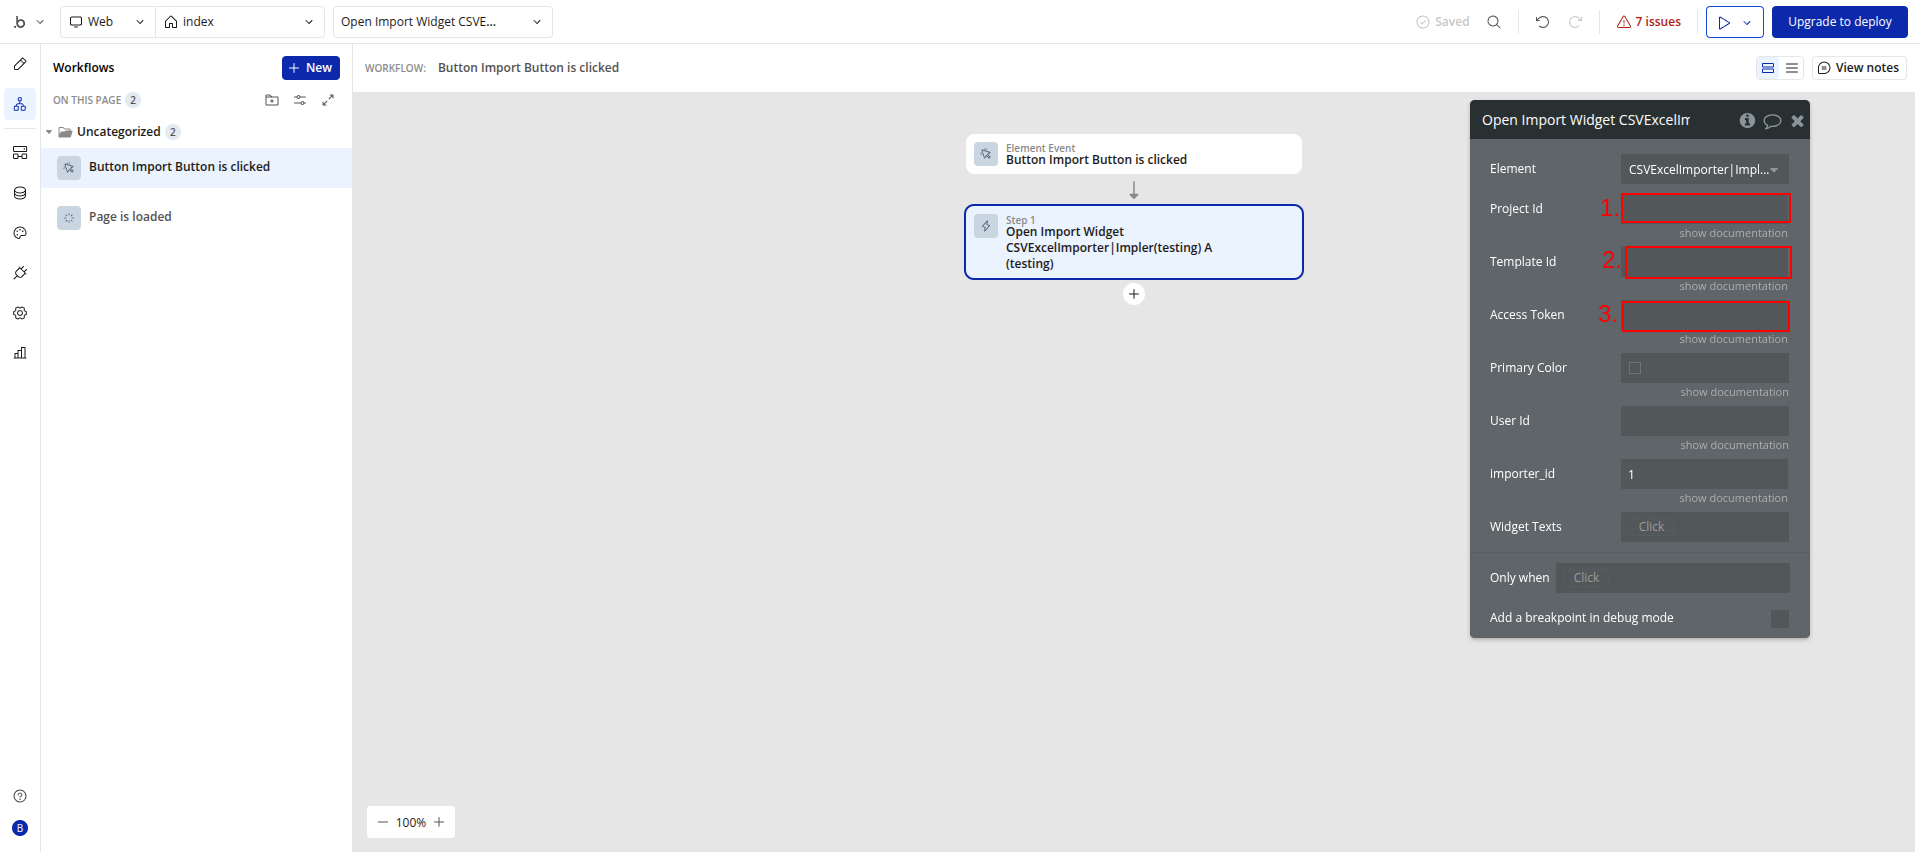 .b
Web
index
Open Import Widget CSVE...
Saved
7 issues
Upgrade to deploy
Workflows
New
ON THIS PAGE 2
Uncategorized 2
Button Import Button is clicked
Page is loaded
B
WORKFLOW: Button Import Button is clicked
View notes
Element Event
Button Import Button is clicked
Step 1
Open Import Widget
CSVExcelImporter|Impler(testing) A
(testing)
100%
Open Import Widget CSVExcelIm
Element CSVExcelImporter|Impl...
Project Id 1.
show documentation
Template Id 2.
show documentation
Access Token 3.
show documentation
Primary Color
show documentation
User Id
show documentation
importer_id 1
show documentation
Widget Texts Click
Only when Click
Add a breakpoint in debug mode